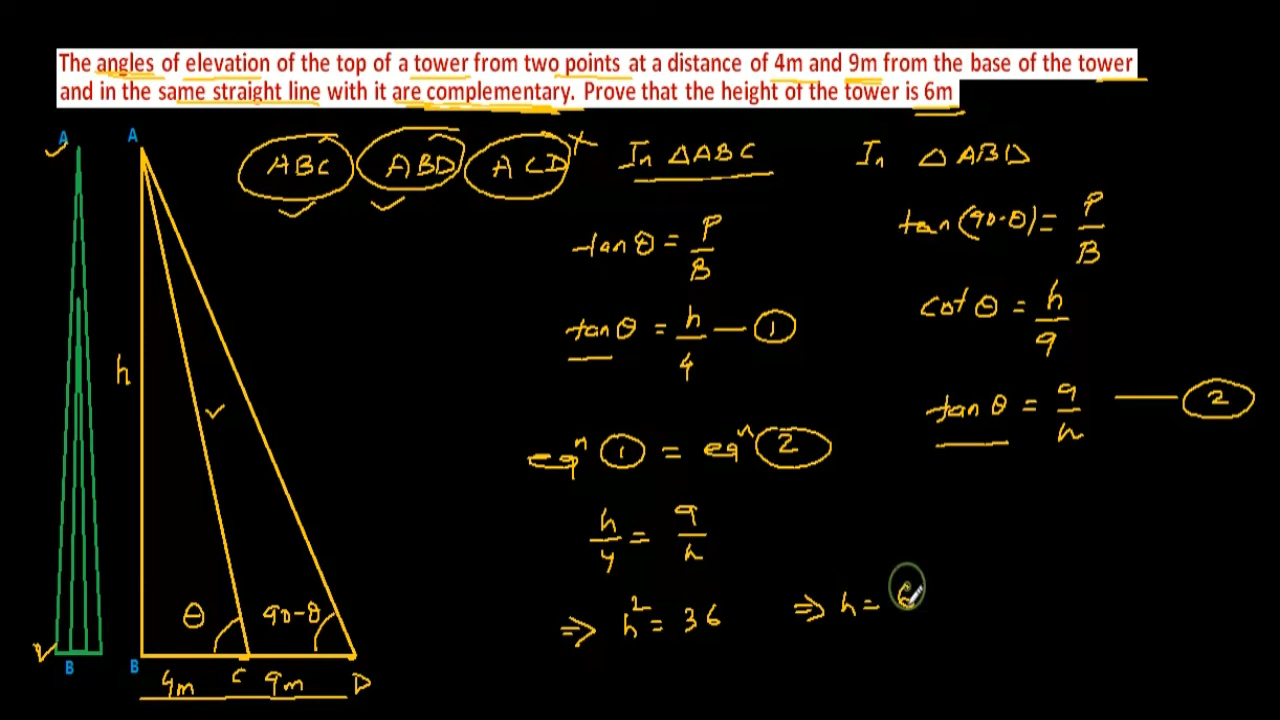 The angles of elevation of the top of a tower from two points at a distance of 4m and 9m from the base of the tower
and in the same straight line with it are complementary. Prove that the height of the tower is 6m
A
A
h
θ
90-θ
B
B
4m
C
9m
D
ABC ABD ACD x
In △ABC
tan θ = P/B
tan θ = h/4 — 1
eqⁿ 1 = eqⁿ 2
h/4 = 9/h
⇒ h² = 36
⇒ h = 6
In △ABD
tan (90-θ) = P/B
cot θ = h/9
tan θ = 9/h — 2